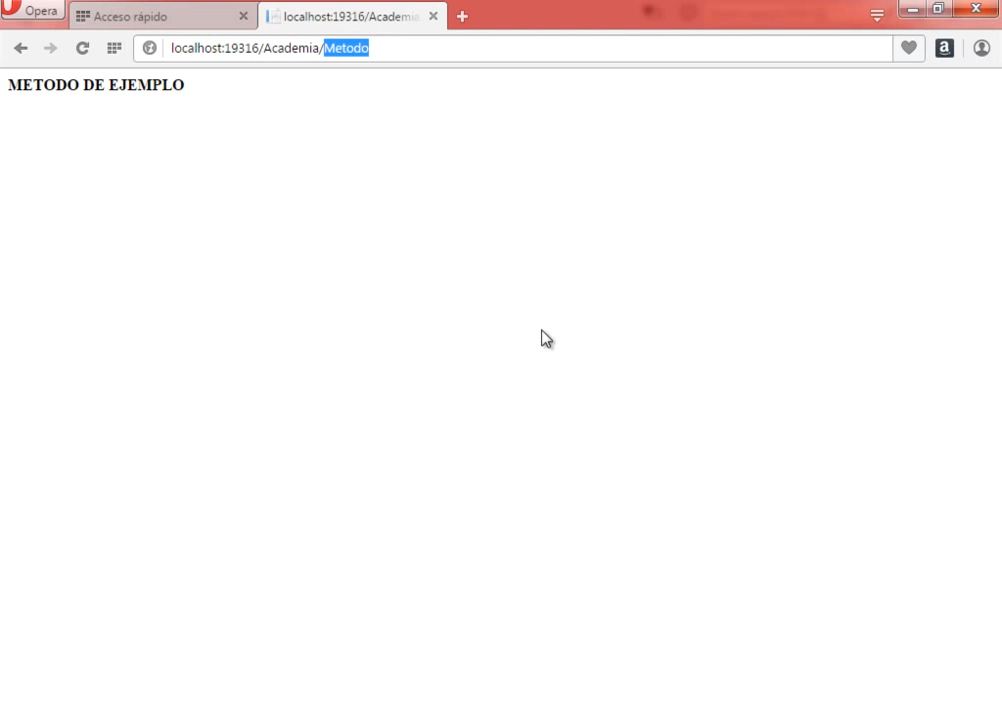 Opera
Acceso rápido
localhost:19316/Academia
localhost:19316/Academia/Metodo
METODO DE EJEMPLO